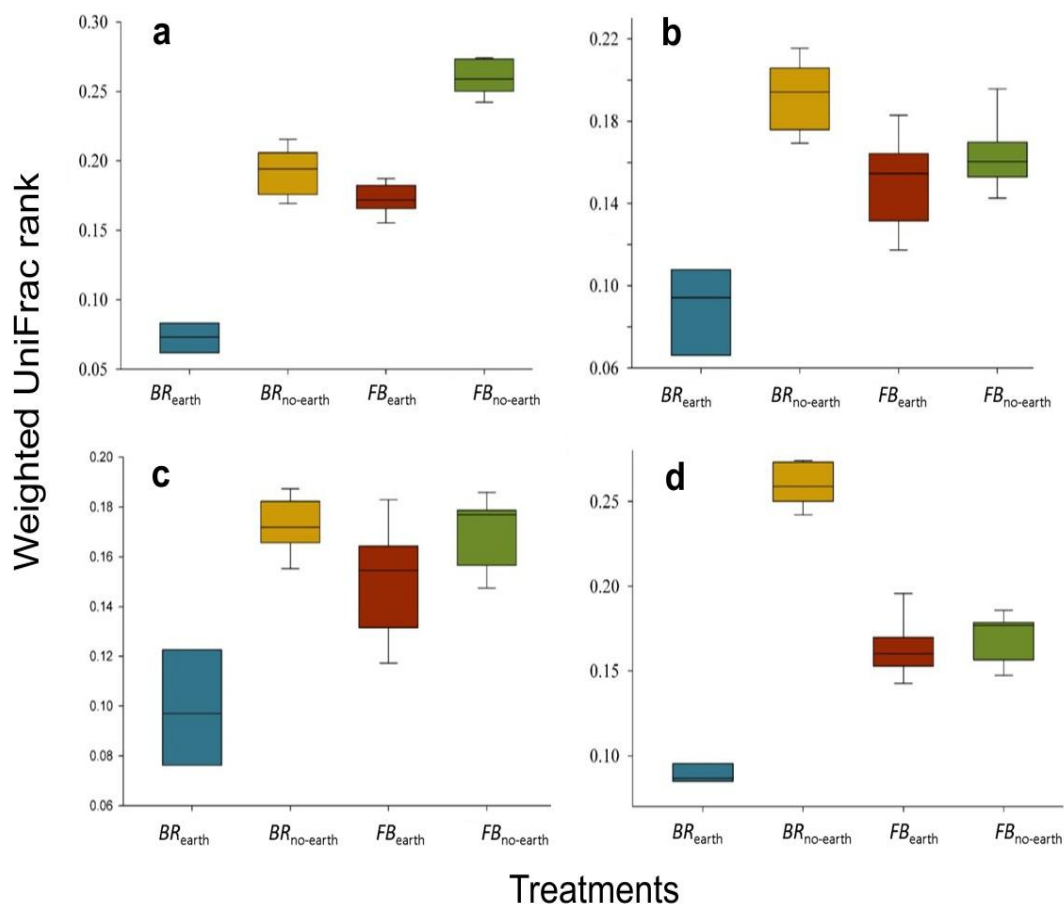 Weighted UniFrac rank
a
0.30
0.25
0.20
0.15
0.10
0.05
BRearth
BRno-earth
FBearth
FBno-earth
b
0.22
0.18
0.14
0.10
0.06
BRearth
BRno-earth
FBearth
FBno-earth
c
0.20
0.18
0.16
0.14
0.12
0.10
0.08
0.06
BRearth
BRno-earth
FBearth
FBno-earth
d
0.25
0.20
0.15
0.10
BRearth
BRno-earth
FBearth
FBno-earth
Treatments